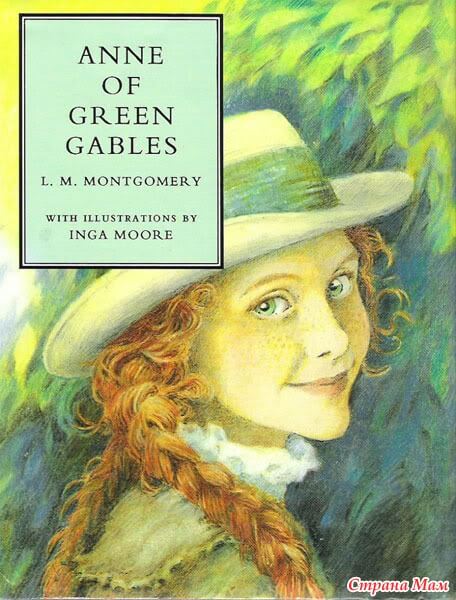 ANNE
OF
GREEN
GABLES
L. M. MONTGOMERY
WITH ILLUSTRATIONS BY
INGA MOORE
Страна Мам